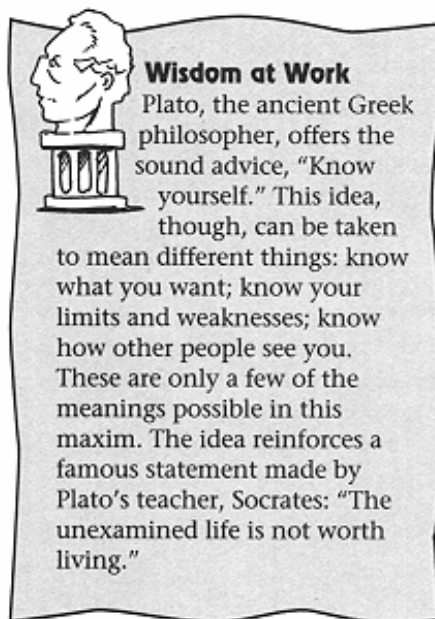 Wisdom at Work
Plato, the ancient Greek
philosopher, offers the
sound advice, “Know
yourself.” This idea,
though, can be taken
to mean different things: know
what you want; know your
limits and weaknesses; know
how other people see you.
These are only a few of the
meanings possible in this
maxim. The idea reinforces a
famous statement made by
Plato’s teacher, Socrates: “The
unexamined life is not worth
living.”